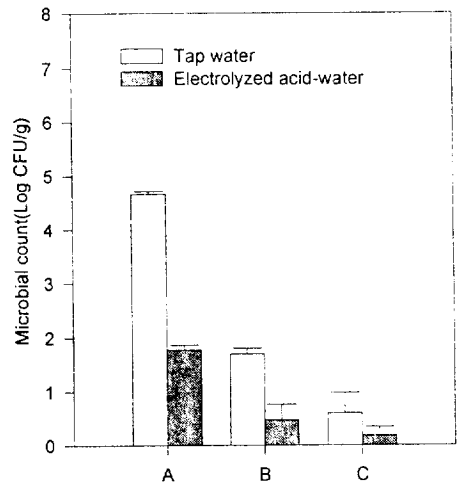 8
7
6
5
4
3
2
1
0
Microbial count(Log CFU/g)
Tap water
Electrolyzed acid-water
A B C